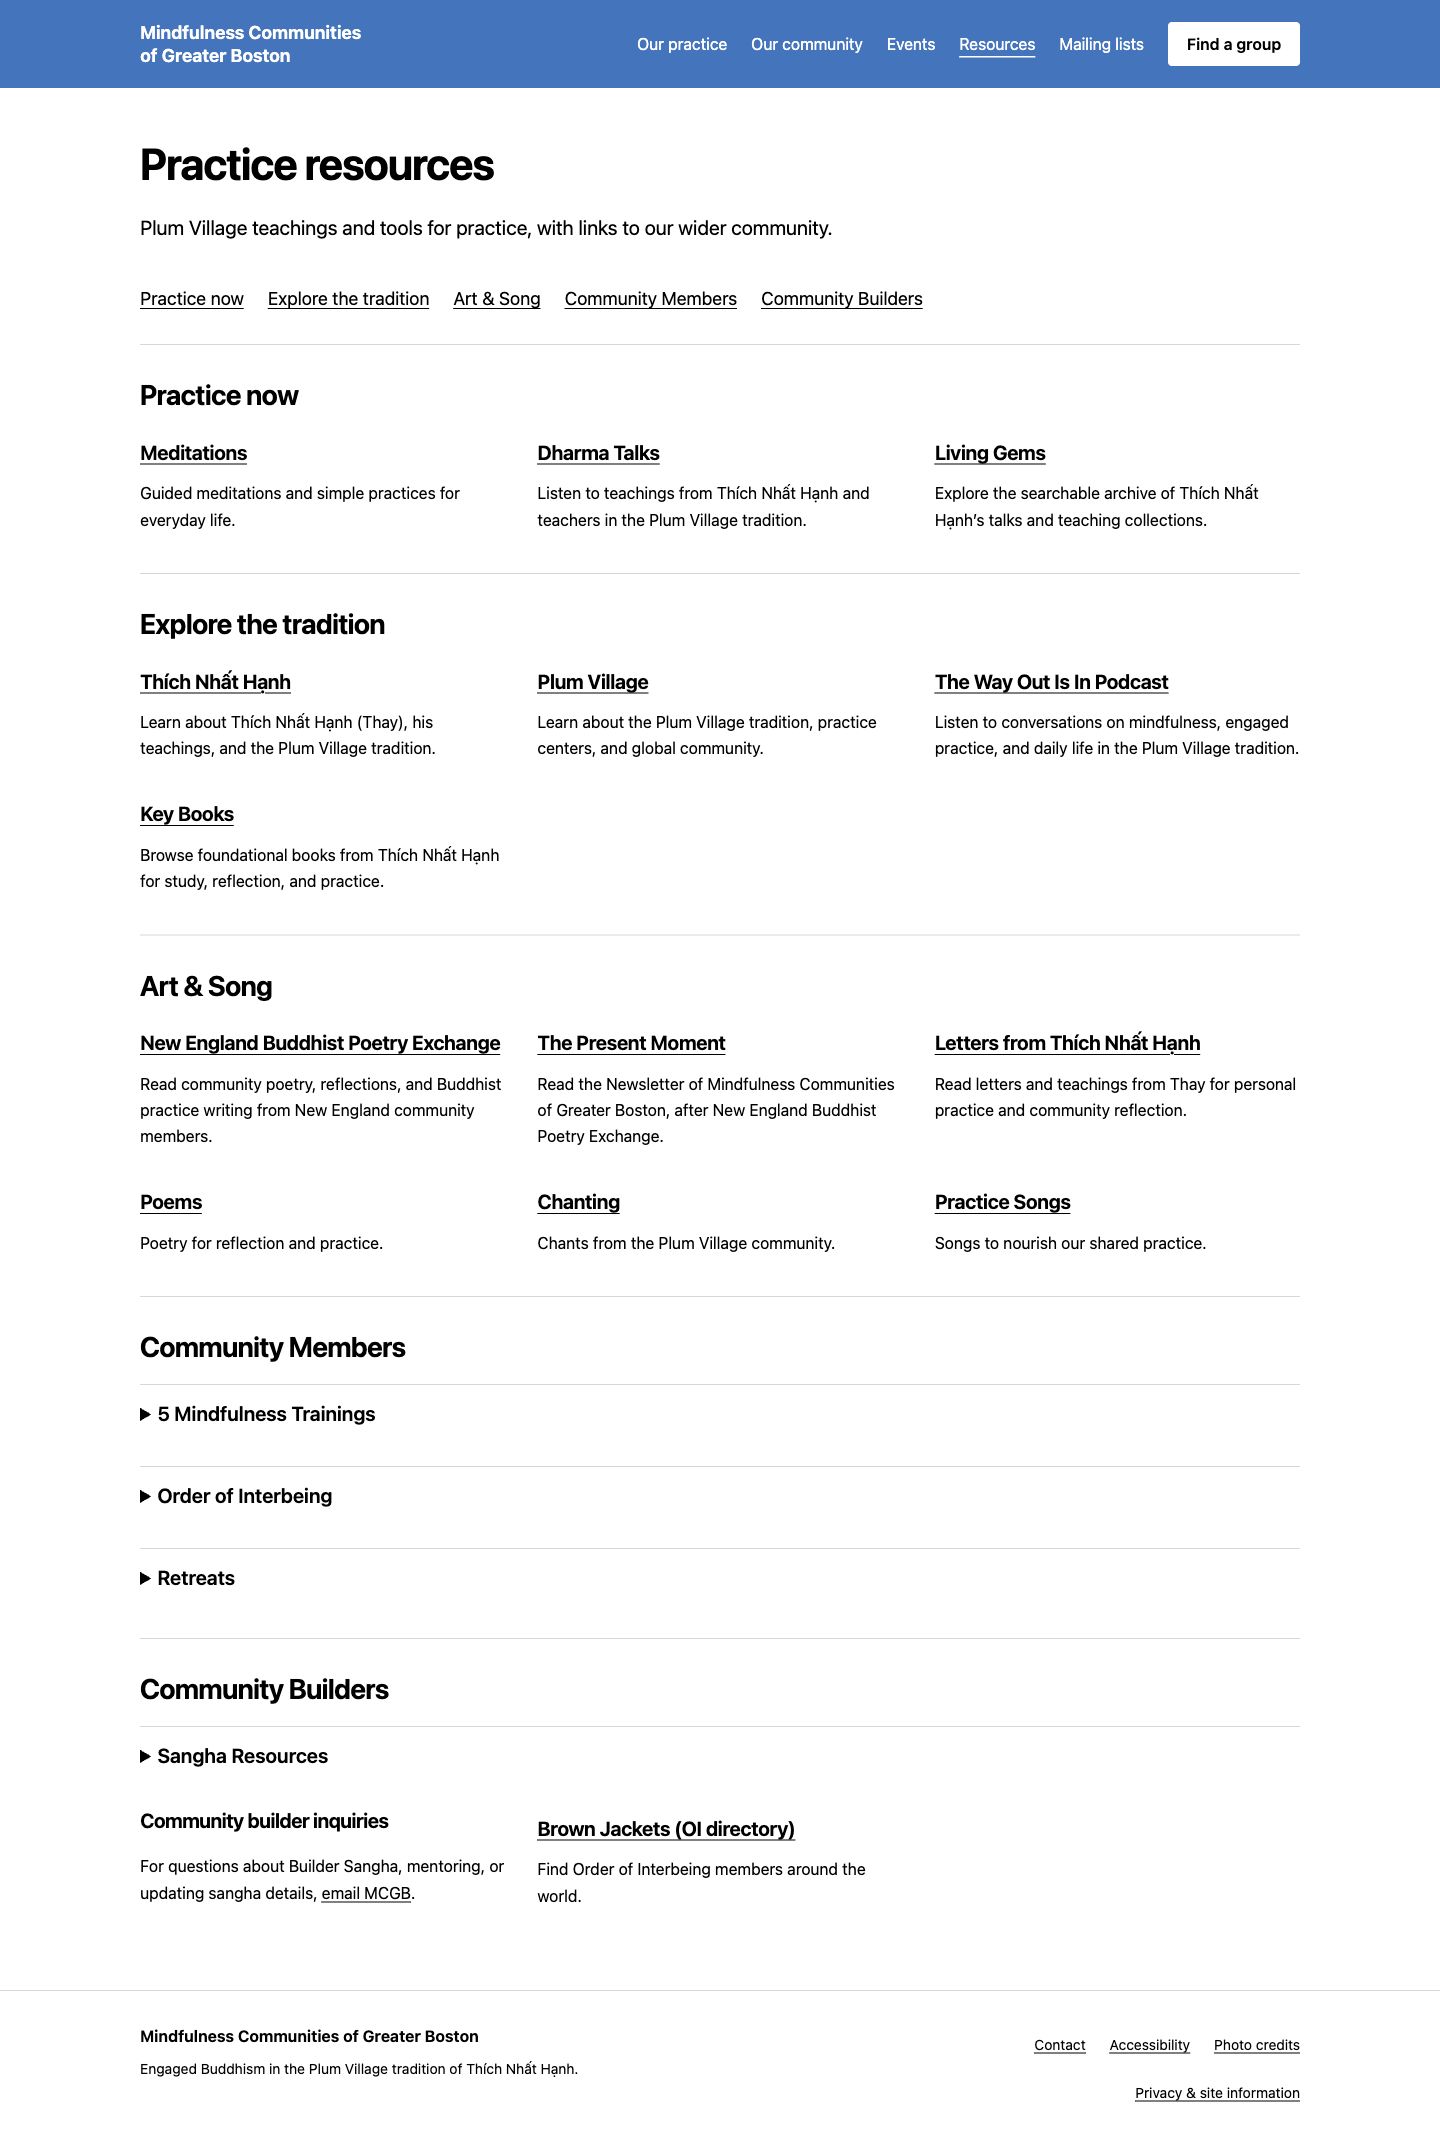 Mindfulness Communities
of Greater Boston
Our practice
Our community
Events
Resources
Mailing lists
Find a group
Practice resources
Plum Village teachings and tools for practice, with links to our wider community.
Practice now
Explore the tradition
Art & Song
Community Members
Community Builders
Practice now
Meditations
Guided meditations and simple practices for
everyday life.
Dharma Talks
Listen to teachings from Thích Nhất Hạnh and
teachers in the Plum Village tradition.
Living Gems
Explore the searchable archive of Thích Nhất
Hạnh’s talks and teaching collections.
Explore the tradition
Thích Nhất Hạnh
Learn about Thích Nhất Hạnh (Thay), his
teachings, and the Plum Village tradition.
Plum Village
Learn about the Plum Village tradition, practice
centers, and global community.
The Way Out Is In Podcast
Listen to conversations on mindfulness, engaged
practice, and daily life in the Plum Village tradition.
Key Books
Browse foundational books from Thích Nhất Hạnh
for study, reflection, and practice.
Art & Song
New England Buddhist Poetry Exchange
Read community poetry, reflections, and Buddhist
practice writing from New England community
members.
The Present Moment
Read the Newsletter of Mindfulness Communities
of Greater Boston, after New England Buddhist
Poetry Exchange.
Letters from Thích Nhất Hạnh
Read letters and teachings from Thay for personal
practice and community reflection.
Poems
Poetry for reflection and practice.
Chanting
Chants from the Plum Village community.
Practice Songs
Songs to nourish our shared practice.
Community Members
5 Mindfulness Trainings
Order of Interbeing
Retreats
Community Builders
Sangha Resources
Community builder inquiries
For questions about Builder Sangha, mentoring, or
updating sangha details, email MCGB.
Brown Jackets (OI directory)
Find Order of Interbeing members around the
world.
Mindfulness Communities of Greater Boston
Engaged Buddhism in the Plum Village tradition of Thích Nhất Hạnh.
Contact
Accessibility
Photo credits
Privacy & site information